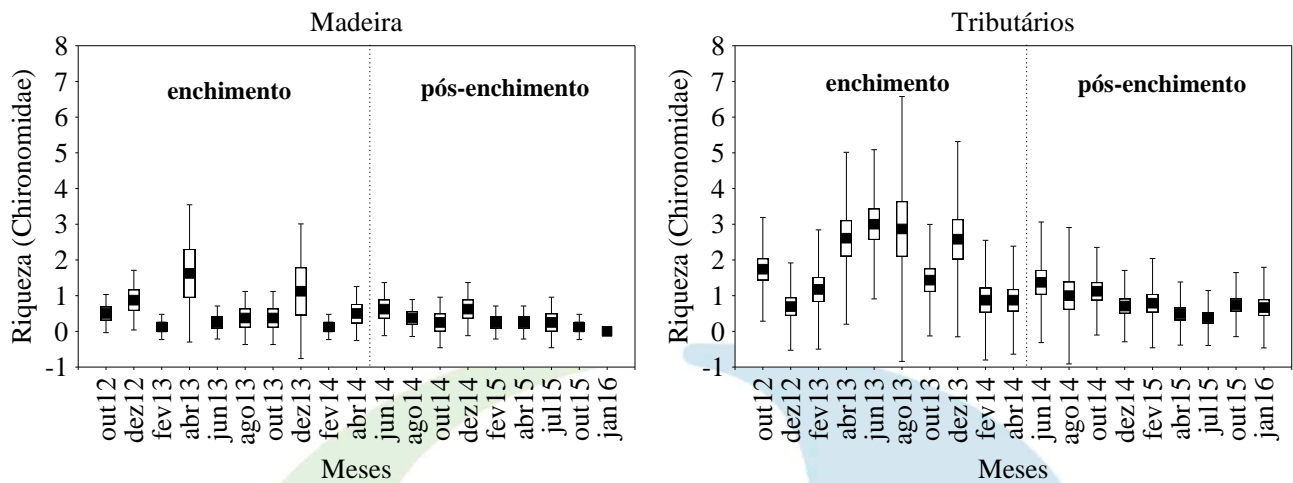 Madeira
8
7
6
5
4
3
2
1
0
-1
Riqueza (Chironomidae)
enchimento
pós-enchimento
out12
dez12
fev13
abr13
jun13
ago13
out13
dez13
fev14
abr14
jun14
ago14
out14
dez14
fev15
abr15
jul15
out15
jan16
Meses
Tributários
8
7
6
5
4
3
2
1
0
-1
Riqueza (Chironomidae)
enchimento
pós-enchimento
out12
dez12
fev13
abr13
jun13
ago13
out13
dez13
fev14
abr14
jun14
ago14
out14
dez14
fev15
abr15
jul15
out15
jan16
Meses